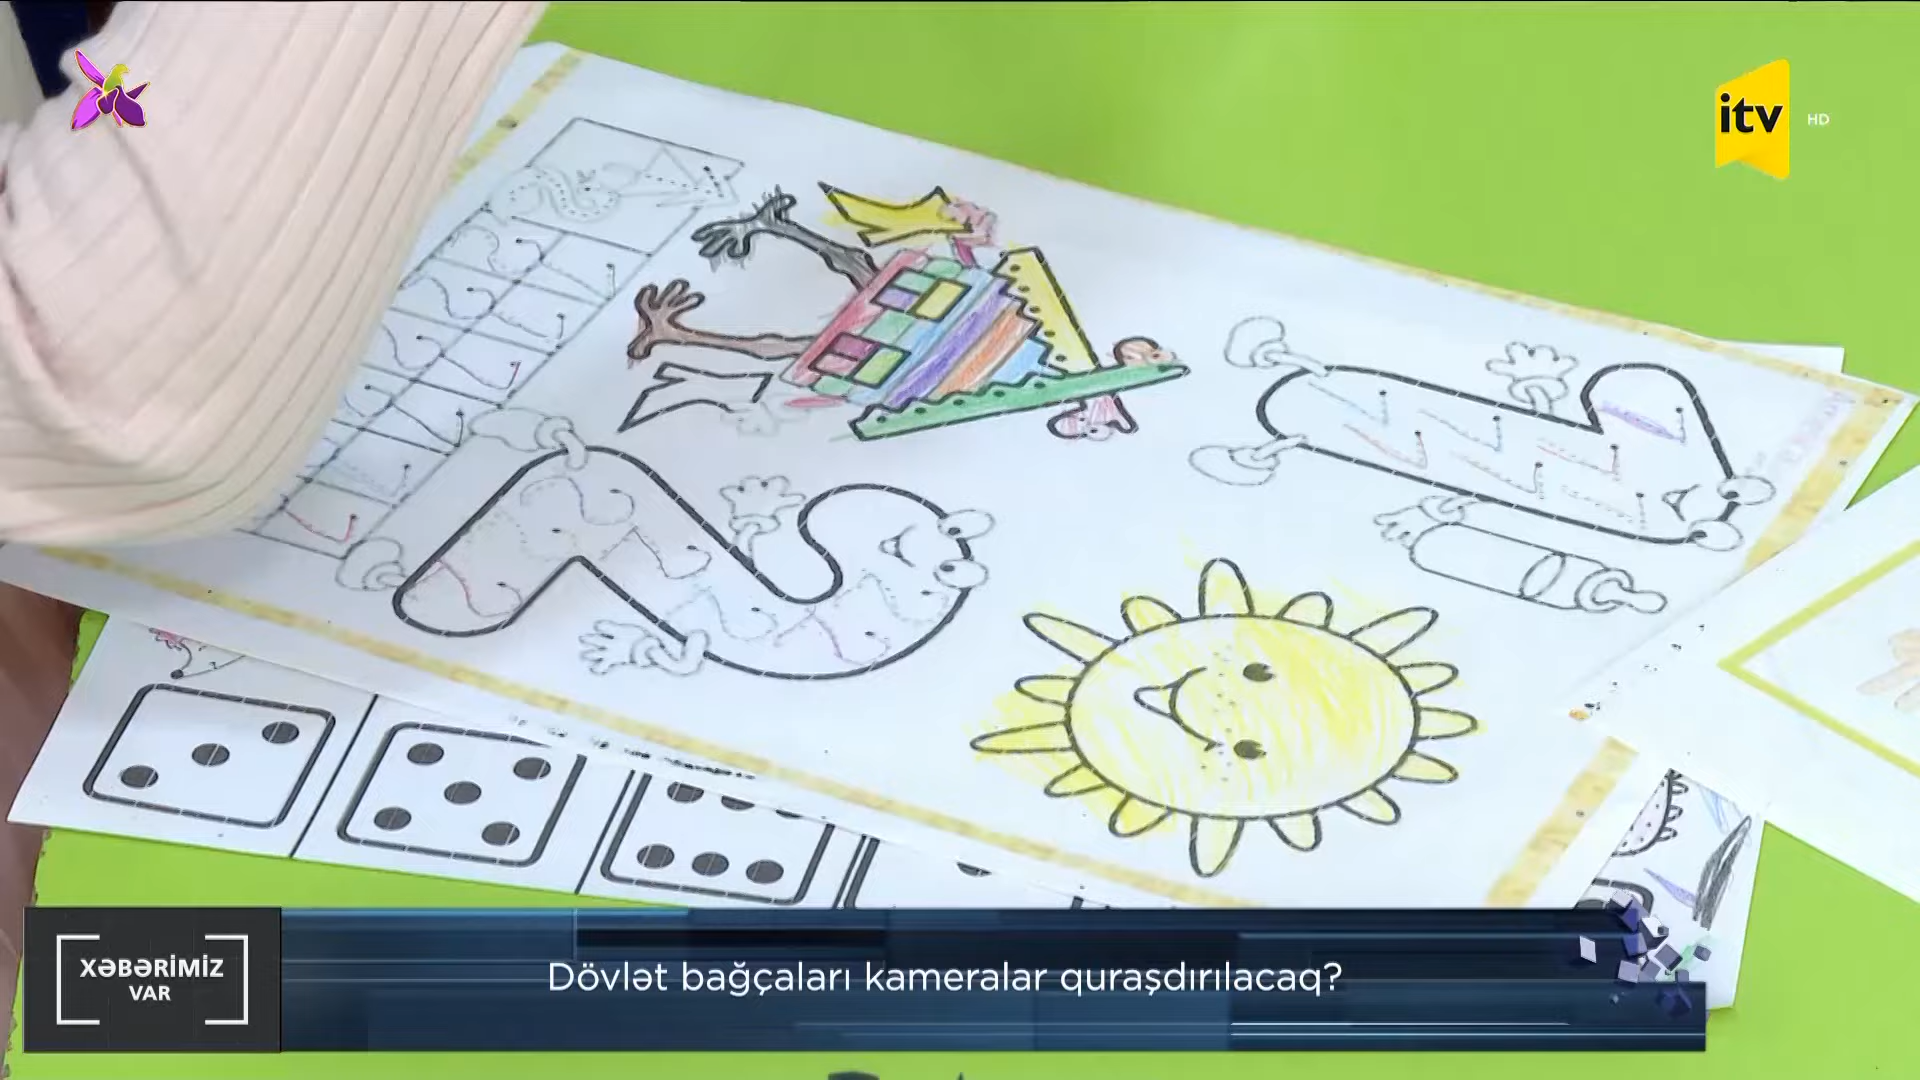 itv
HD
XƏBƏRİMİZ
VAR
Dövlət bağçaları kameralar quraşdırılacaq?